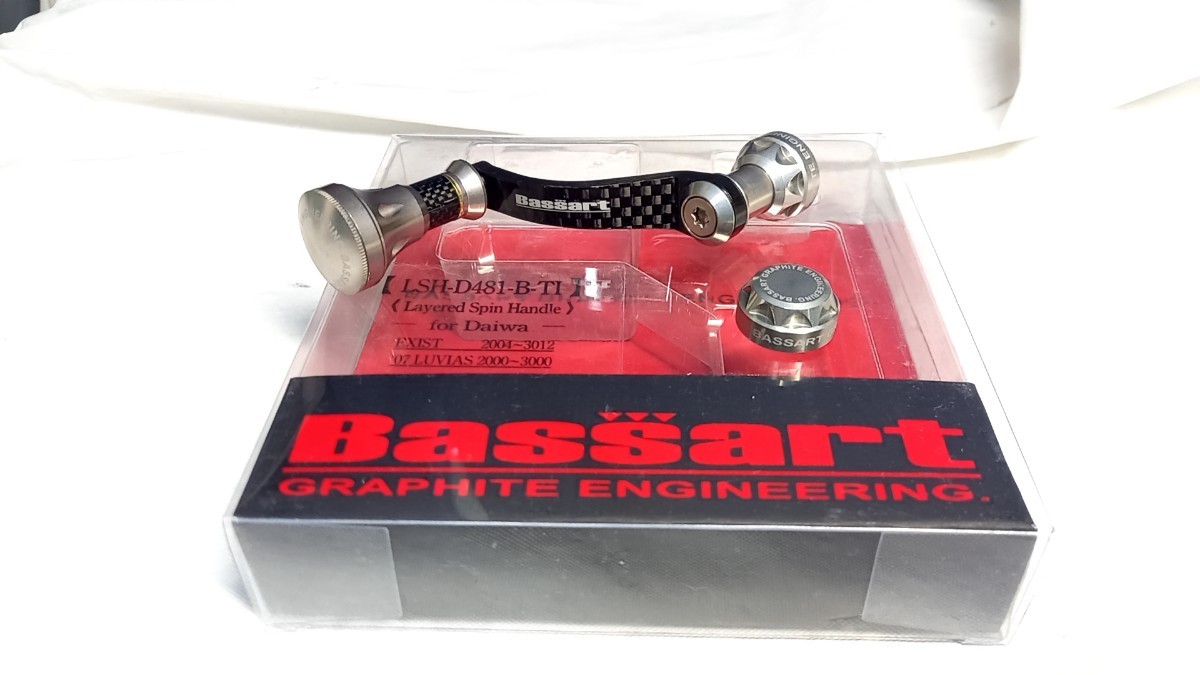 Bassart
BASSART GRAPHITE ENGINEERING.
BASSART
【 LSH-D481-B-TI 】
〈 Layered Spin Handle 〉
— for Daiwa —
EXIST 2004~3012
'07 LUVIAS 2000~3000
Bassart
GRAPHITE ENGINEERING.